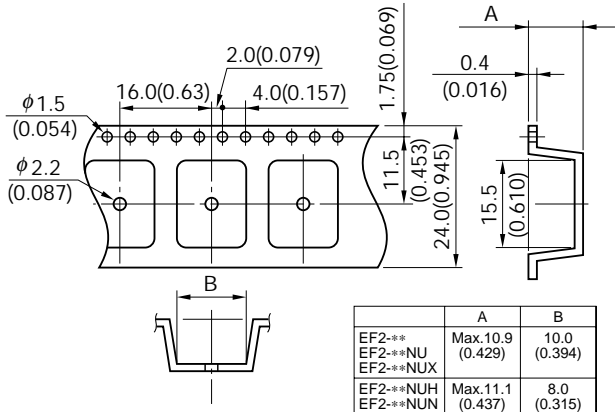 A
2.0(0.079)
1.75(0.069)
0.4
(0.016)
16.0(0.63)
4.0(0.157)
ϕ1.5
(0.054)
11.5
(0.453)
24.0(0.945)
ϕ2.2
(0.087)
15.5
(0.610)
B
A B
EF2-** Max.10.9 10.0
EF2-**NU (0.429) (0.394)
EF2-**NUX
EF2-**NUH Max.11.1 8.0
EF2-**NUN (0.437) (0.315)